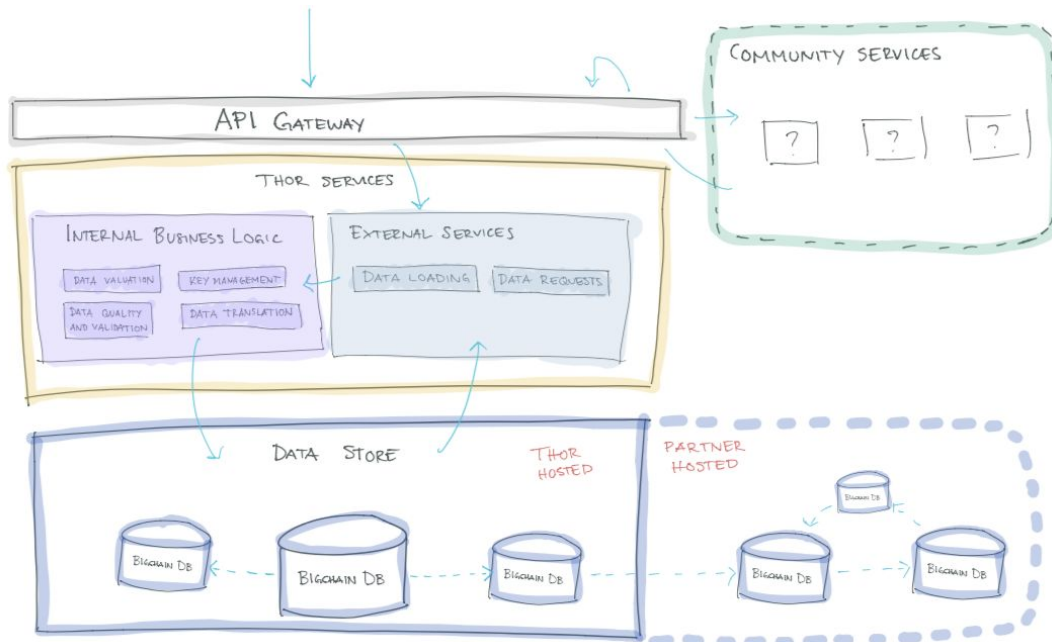 COMMUNITY SERVICES
?
?
?
API GATEWAY
THOR SERVICES
INTERNAL BUSINESS LOGIC
DATA VALUATION
KEY MANAGEMENT
DATA QUALITY
AND VALIDATION
DATA TRANSLATION
EXTERNAL SERVICES
DATA LOADING
DATA REQUESTS
DATA STORE
THOR
HOSTED
BIGCHAIN DB
BIGCHAIN DB
BIGCHAIN DB
PARTNER
HOSTED
BIGCHAIN DB
BIGCHAIN DB
BIGCHAIN DB